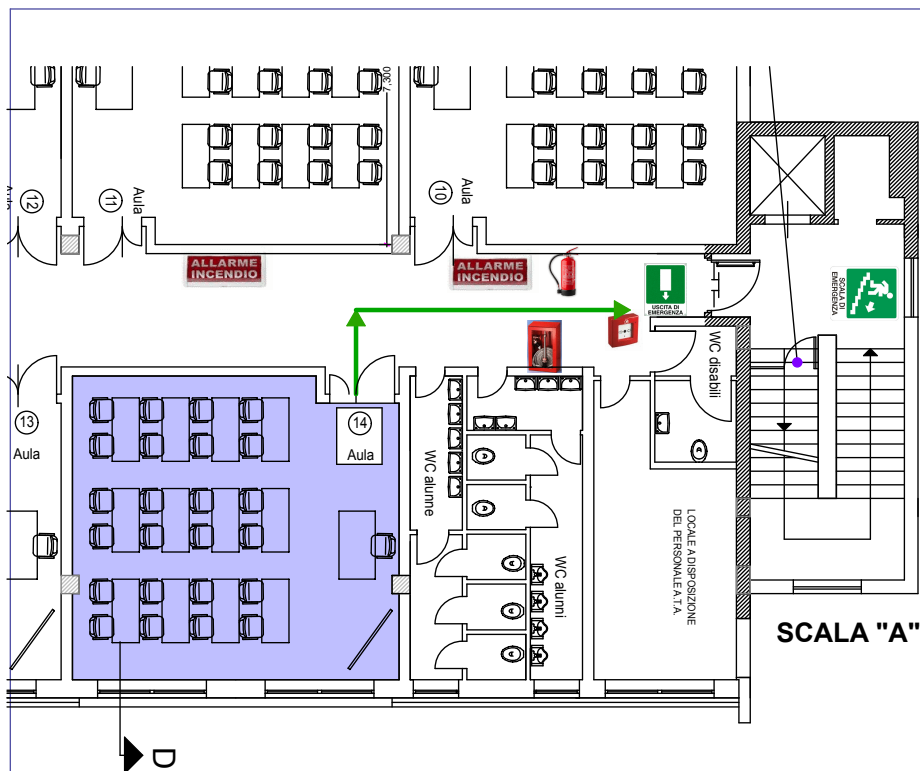 7,300
12
11
Aula
10
Aula
ALLARME
INCENDIO
ALLARME
INCENDIO
USCITA DI
EMERGENZA
SCALA DI
EMERGENZA
WC disabili
13
Aula
14
Aula
WC alunne
WC alunni
LOCALE A DISPOSIZIONE
DEL PERSONALE A.T.A.
SCALA "A"
D